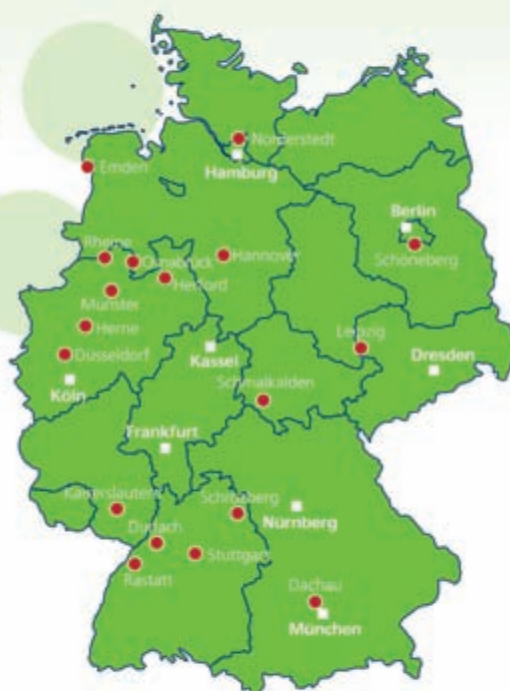 Norderstedt
Hamburg
Emden
Berlin
Schöneberg
Rheine
Osnabrück
Hannover
Herford
Münster
Herne
Düsseldorf
Köln
Kassel
Leipzig
Dresden
Schmalkalden
Frankfurt
Kaiserslautern
Nürnberg
Durlach
Stuttgart
Rastatt
Dachau
München